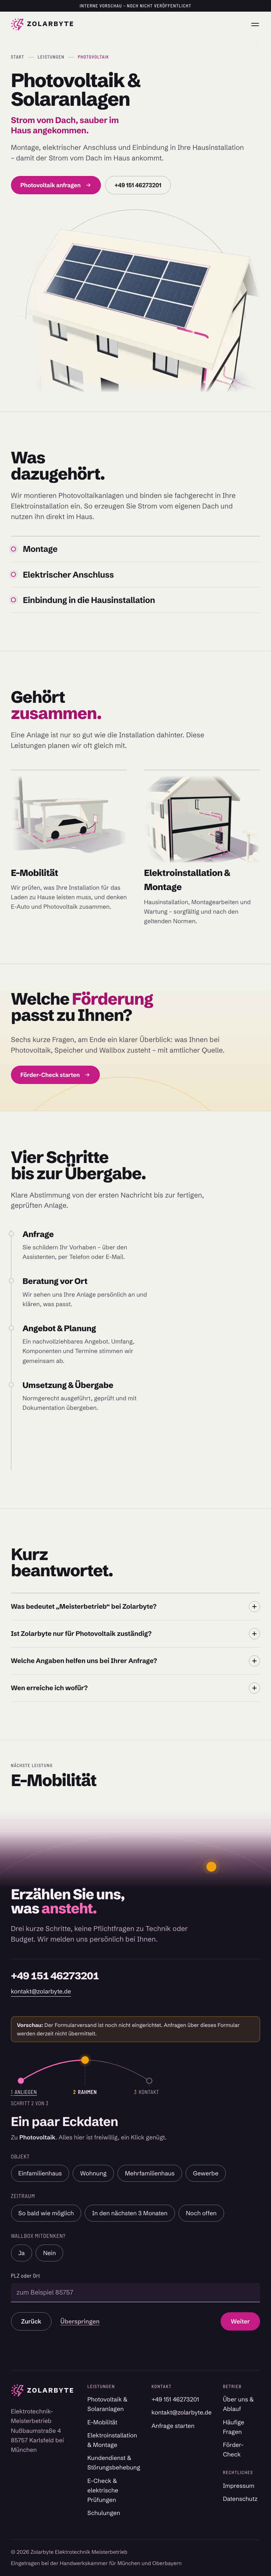 INTERNE VORSCHAU – NOCH NICHT VERÖFFENTLICHT
ZOLARBYTE
START — LEISTUNGEN — PHOTOVOLTAIK
Photovoltaik &
Solaranlagen
Strom vom Dach, sauber im
Haus angekommen.
Montage, elektrischer Anschluss und Einbindung in Ihre Hausinstallation
– damit der Strom vom Dach im Haus ankommt.
Photovoltaik anfragen →
+49 151 46273201
Was
dazugehört.
Wir montieren Photovoltaikanlagen und binden sie fachgerecht in Ihre
Elektroinstallation ein. So erzeugen Sie Strom vom eigenen Dach und
nutzen ihn direkt im Haus.
Montage
Elektrischer Anschluss
Einbindung in die Hausinstallation
Gehört
zusammen.
Eine Anlage ist nur so gut wie die Installation dahinter. Diese
Leistungen planen wir oft gleich mit.
E-Mobilität
Wir prüfen, was Ihre Installation für das
Laden zu Hause leisten muss, und denken
E-Auto und Photovoltaik zusammen.
Elektroinstallation &
Montage
Hausinstallation, Montagearbeiten und
Wartung – sorgfältig und nach den
geltenden Normen.
Welche Förderung
passt zu Ihnen?
Sechs kurze Fragen, am Ende ein klarer Überblick: was Ihnen bei
Photovoltaik, Speicher und Wallbox zusteht – mit amtlicher Quelle.
Förder-Check starten →
Vier Schritte
bis zur Übergabe.
Klare Abstimmung von der ersten Nachricht bis zur fertigen,
geprüften Anlage.
Anfrage
Sie schildern Ihr Vorhaben – über den
Assistenten, per Telefon oder E-Mail.
Beratung vor Ort
Wir sehen uns Ihre Anlage persönlich an und
klären, was passt.
Angebot & Planung
Ein nachvollziehbares Angebot. Umfang,
Komponenten und Termine stimmen wir
gemeinsam ab.
Umsetzung & Übergabe
Normgerecht ausgeführt, geprüft und mit
Dokumentation übergeben.
Kurz
beantwortet.
Was bedeutet „Meisterbetrieb“ bei Zolarbyte?
Ist Zolarbyte nur für Photovoltaik zuständig?
Welche Angaben helfen uns bei Ihrer Anfrage?
Wen erreiche ich wofür?
NÄCHSTE LEISTUNG
E-Mobilität
Erzählen Sie uns,
was ansteht.
Drei kurze Schritte, keine Pflichtfragen zu Technik oder
Budget. Wir melden uns persönlich bei Ihnen.
+49 151 46273201
kontakt@zolarbyte.de
Vorschau: Der Formularversand ist noch nicht eingerichtet. Anfragen über dieses Formular
werden derzeit nicht übermittelt.
1 ANLIEGEN
2 RAHMEN
3 KONTAKT
SCHRITT 2 VON 3
Ein paar Eckdaten
Zu Photovoltaik. Alles hier ist freiwillig, ein Klick genügt.
OBJEKT
Einfamilienhaus
Wohnung
Mehrfamilienhaus
Gewerbe
ZEITRAUM
So bald wie möglich
In den nächsten 3 Monaten
Noch offen
WALLBOX MITDENKEN?
Ja
Nein
PLZ oder Ort
zum Beispiel 85757
Zurück
Überspringen
Weiter
ZOLARBYTE
Elektrotechnik-
Meisterbetrieb
Nußbaumstraße 4
85757 Karlsfeld bei
München
LEISTUNGEN
Photovoltaik &
Solaranlagen
E-Mobilität
Elektroinstallation
& Montage
Kundendienst &
Störungsbehebung
E-Check &
elektrische
Prüfungen
Schulungen
KONTAKT
+49 151 46273201
kontakt@zolarbyte.de
Anfrage starten
BETRIEB
Über uns &
Ablauf
Häufige
Fragen
Förder-
Check
RECHTLICHES
Impressum
Datenschutz
© 2026 Zolarbyte Elektrotechnik Meisterbetrieb
Eingetragen bei der Handwerkskammer für München und Oberbayern